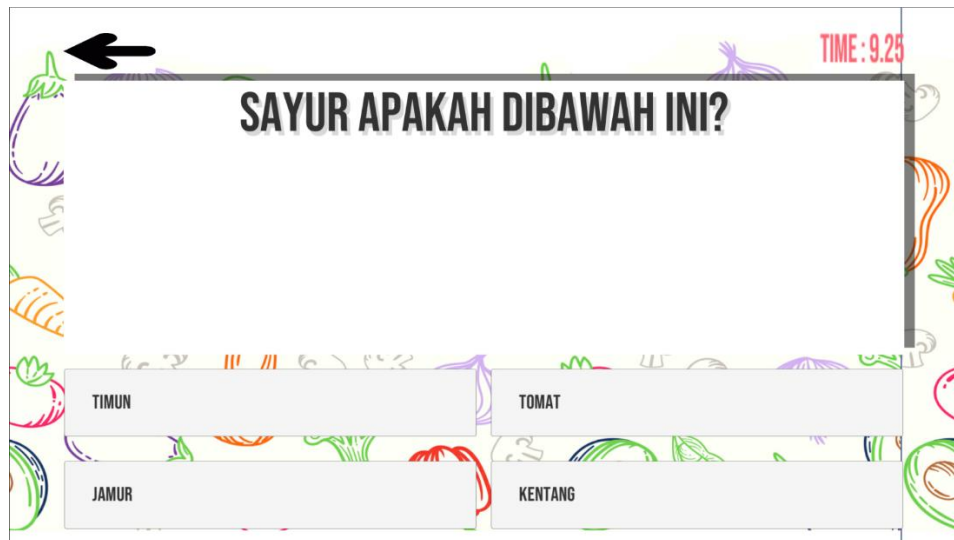 TIME : 9.25
SAYUR APAKAH DIBAWAH INI?
TIMUN
TOMAT
JAMUR
KENTANG